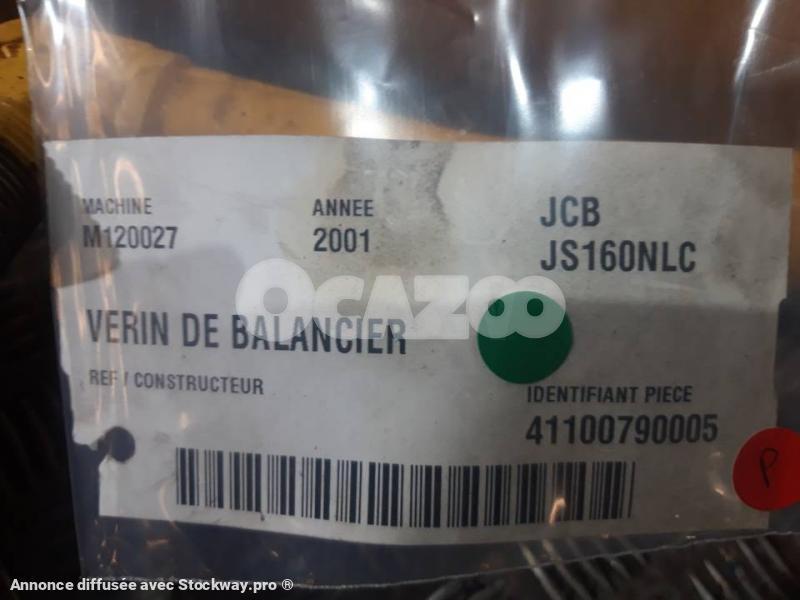 MACHINE
M120027
ANNEE
2001
JCB
JS160NLC
OCAZOO
VERIN DE BALANCIER
REF / CONSTRUCTEUR
IDENTIFIANT PIECE
41100790005
P
Annonce diffusée avec Stockway.pro ®